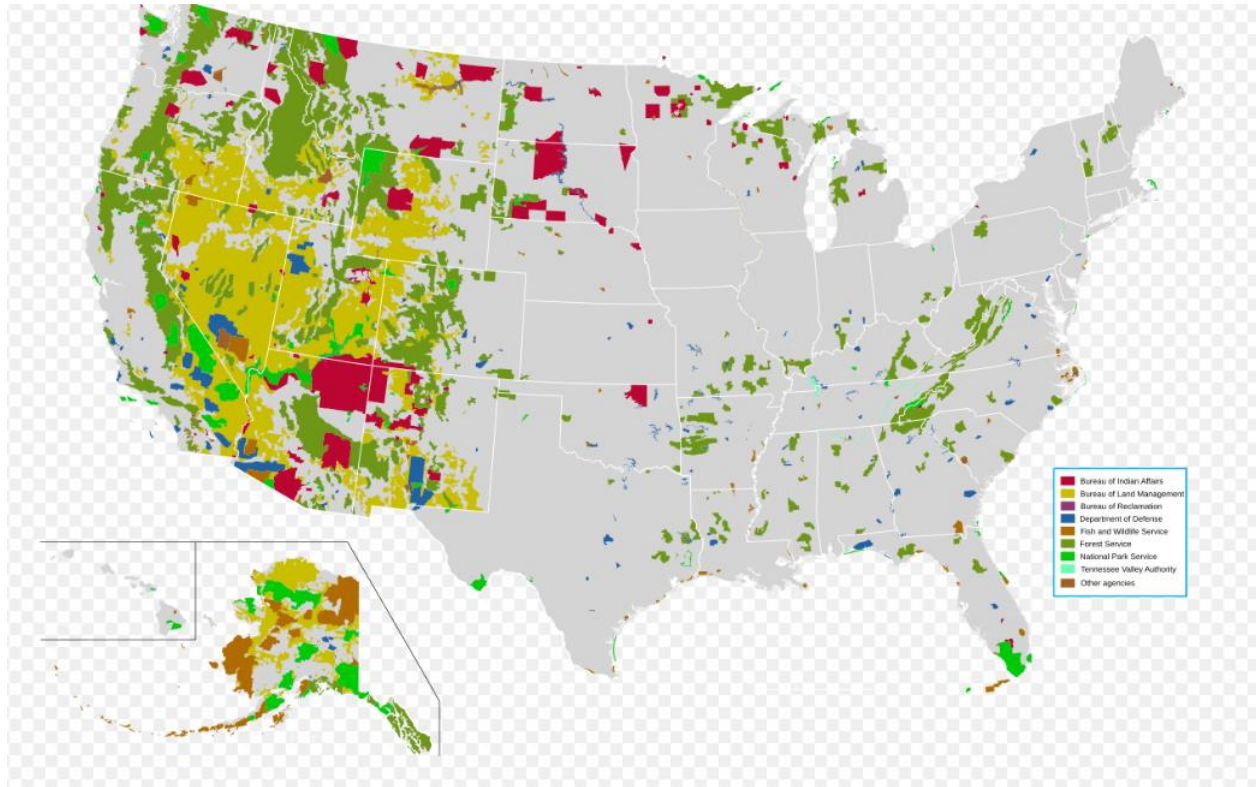 Bureau of Indian Affairs
Bureau of Land Management
Bureau of Reclamation
Department of Defense
Fish and Wildlife Service
Forest Service
National Park Service
Tennessee Valley Authority
Other agencies